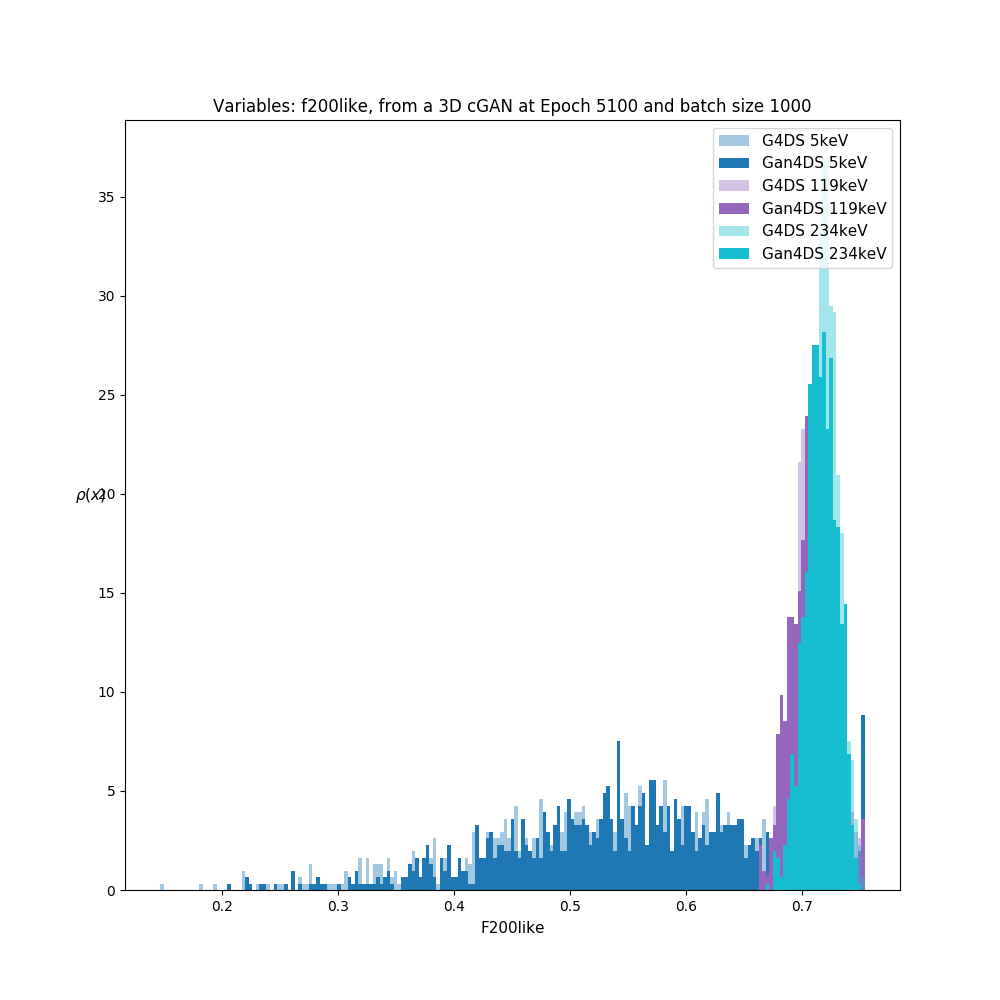 Variables: f200like, from a 3D cGAN at Epoch 5100 and batch size 1000
G4DS 5keV
Gan4DS 5keV
G4DS 119keV
Gan4DS 119keV
G4DS 234keV
Gan4DS 234keV
35
30
25
20
ρ(x)
15
10
5
0
0.2 0.3 0.4 0.5 0.6 0.7
F200like